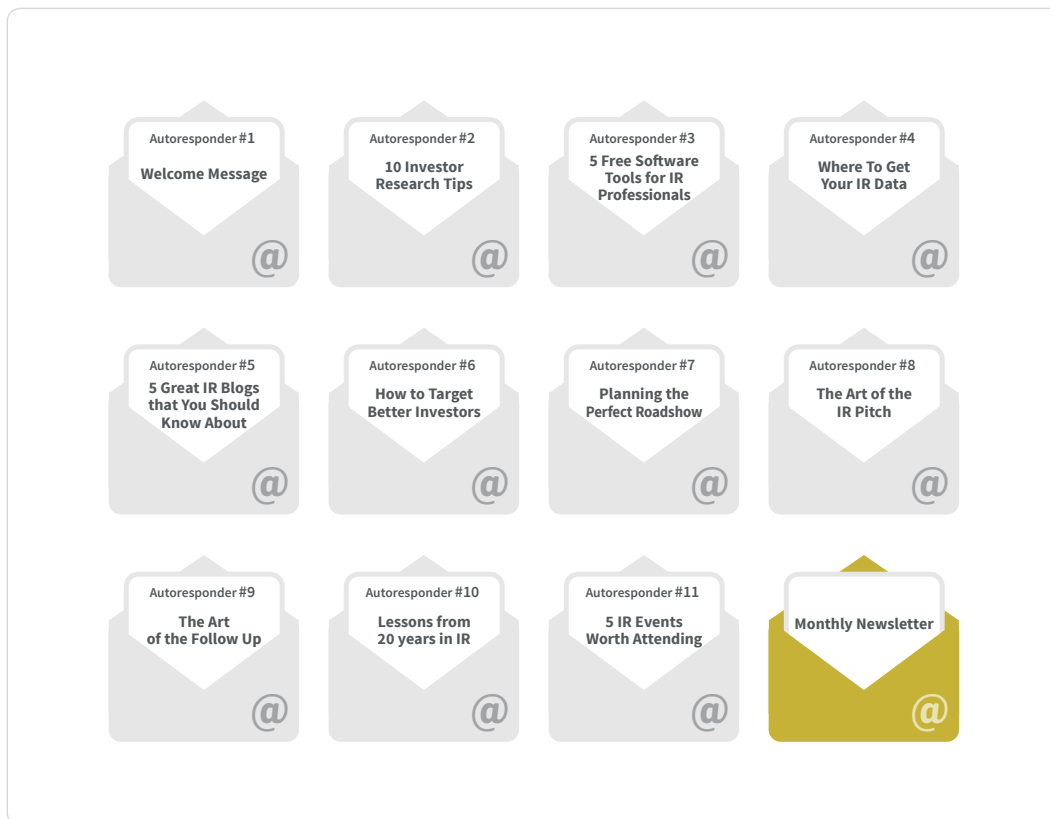 Autoresponder #1
Welcome Message
@
Autoresponder #2
10 Investor
Research Tips
@
Autoresponder #3
5 Free Software
Tools for IR
Professionals
@
Autoresponder #4
Where To Get
Your IR Data
@
Autoresponder #5
5 Great IR Blogs
that You Should
Know About
@
Autoresponder #6
How to Target
Better Investors
@
Autoresponder #7
Planning the
Perfect Roadshow
@
Autoresponder #8
The Art of the
IR Pitch
@
Autoresponder #9
The Art
of the Follow Up
@
Autoresponder #10
Lessons from
20 years in IR
@
Autoresponder #11
5 IR Events
Worth Attending
@
Monthly Newsletter
@